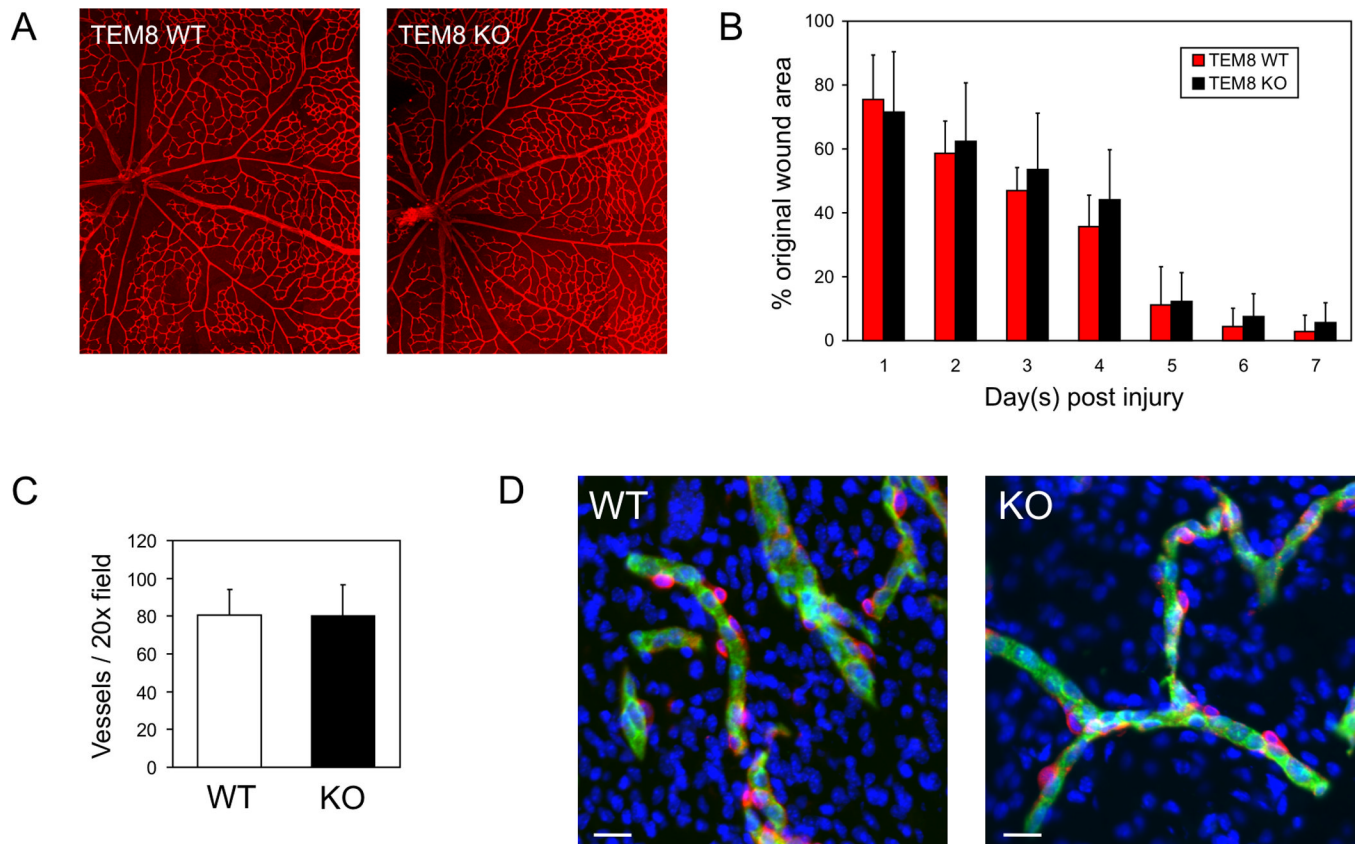 A
TEM8 WT
TEM8 KO
B
% original wound area
100
80
60
40
20
0
TEM8 WT
TEM8 KO
1 2 3 4 5 6 7
Day(s) post injury
C
Vessels / 20x field
120
100
80
60
40
20
0
WT KO
D
WT
KO